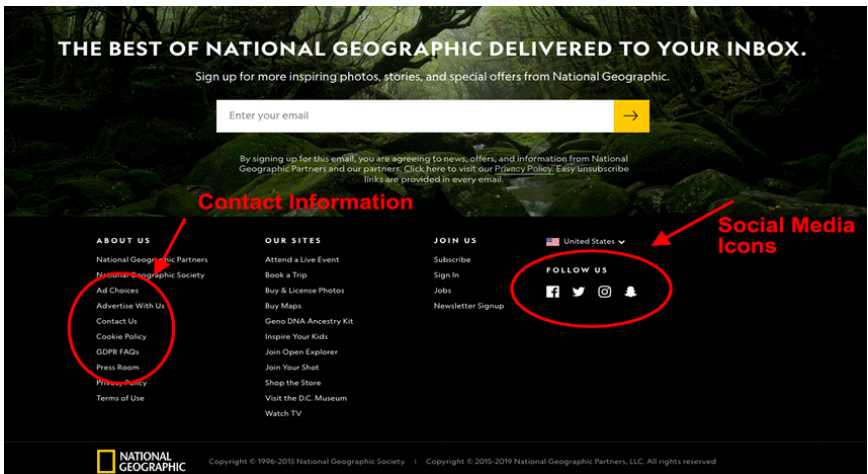 THE BEST OF NATIONAL GEOGRAPHIC DELIVERED TO YOUR INBOX.
Sign up for more inspiring photos, stories, and special offers from National Geographic.
Enter your email
By signing up for this email, you are agreeing to news, offers, and information from National
Geographic Partners and our partners. Click here to visit our Privacy Policy. Easy unsubscribe
links are provided in every email.
Contact Information
Social Media
Icons
ABOUT US
National Geographic Partners
National Geographic Society
Ad Choices
Advertise With Us
Contact Us
Cookie Policy
GDPR FAQs
Press Room
Privacy Policy
Terms of Use
OUR SITES
Attend a Live Event
Book a Trip
Buy & License Photos
Buy Maps
Geno DNA Ancestry Kit
Inspire Your Kids
Join Open Explorer
Join Your Shot
Shop the Store
Visit the D.C. Museum
Watch TV
JOIN US
Subscribe
Sign In
Jobs
Newsletter Signup
United States
FOLLOW US
NATIONAL
GEOGRAPHIC
Copyright © 1996-2015 National Geographic Society | Copyright © 2015-2019 National Geographic Partners, LLC. All rights reserved